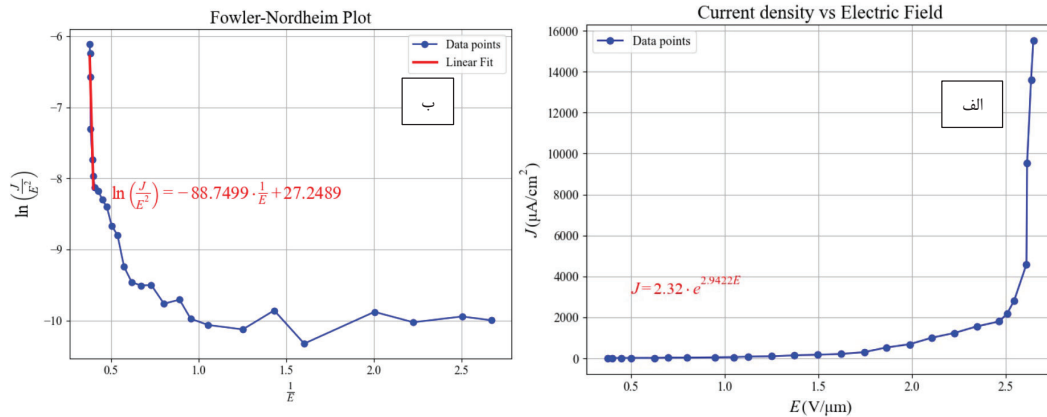 Fowler-Nordheim Plot
Data points
Linear Fit
ب
ln(J/E²) = −88.7499 · 1/E + 27.2489
ln(J/E²)
−6
−7
−8
−9
−10
0.5
1.0
1.5
2.0
2.5
1/E
Current density vs Electric Field
Data points
الف
J = 2.32 · e^2.9422E
J(μA/cm²)
16000
14000
12000
10000
8000
6000
4000
2000
0
0.5
1.0
1.5
2.0
2.5
E(V/μm)